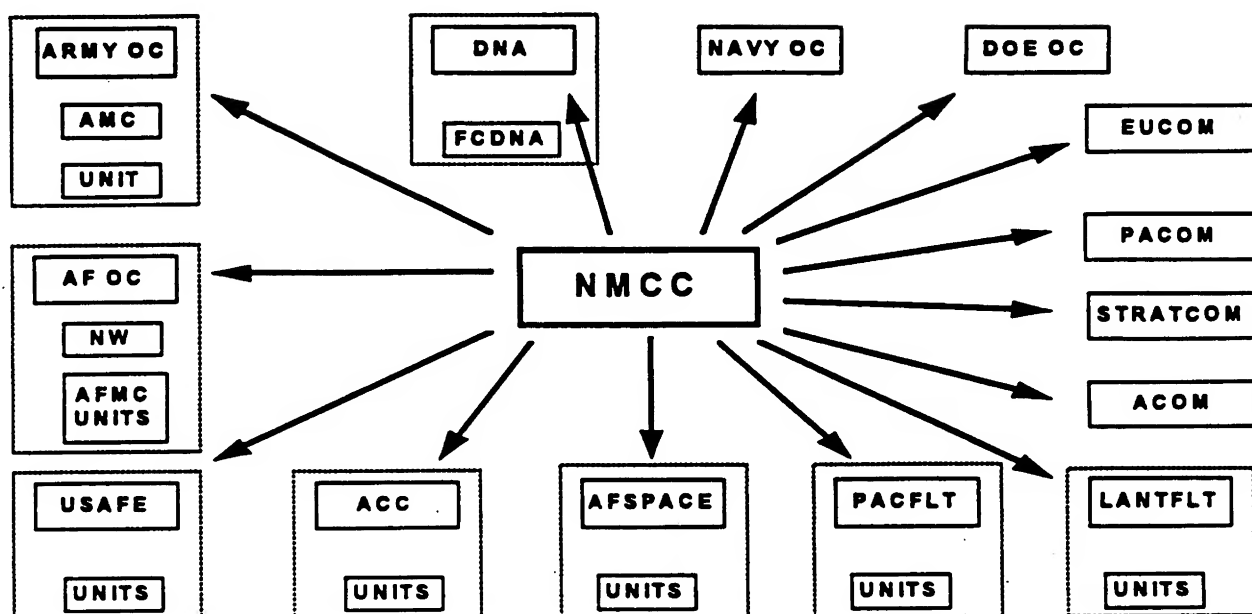 ARMY OC
AMC
UNIT
DNA
FCDNA
NAVY OC
DOE OC
EUCOM
PACOM
STRATCOM
ACOM
NMCC
AF OC
NW
AFMC
UNITS
USAFE
UNITS
ACC
UNITS
AFSPACE
UNITS
PACFLT
UNITS
LANTFLT
UNITS